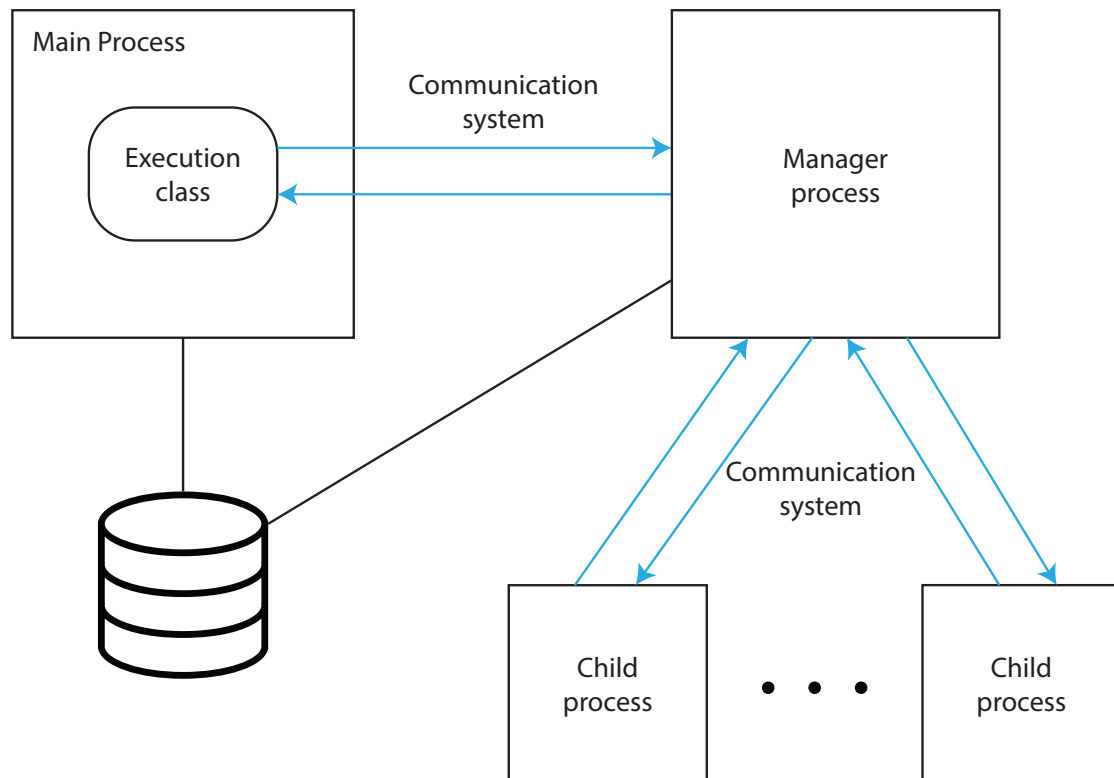 Main Process
Communication
system
Execution
class
Manager
process
Communication
system
Child
process
Child
process